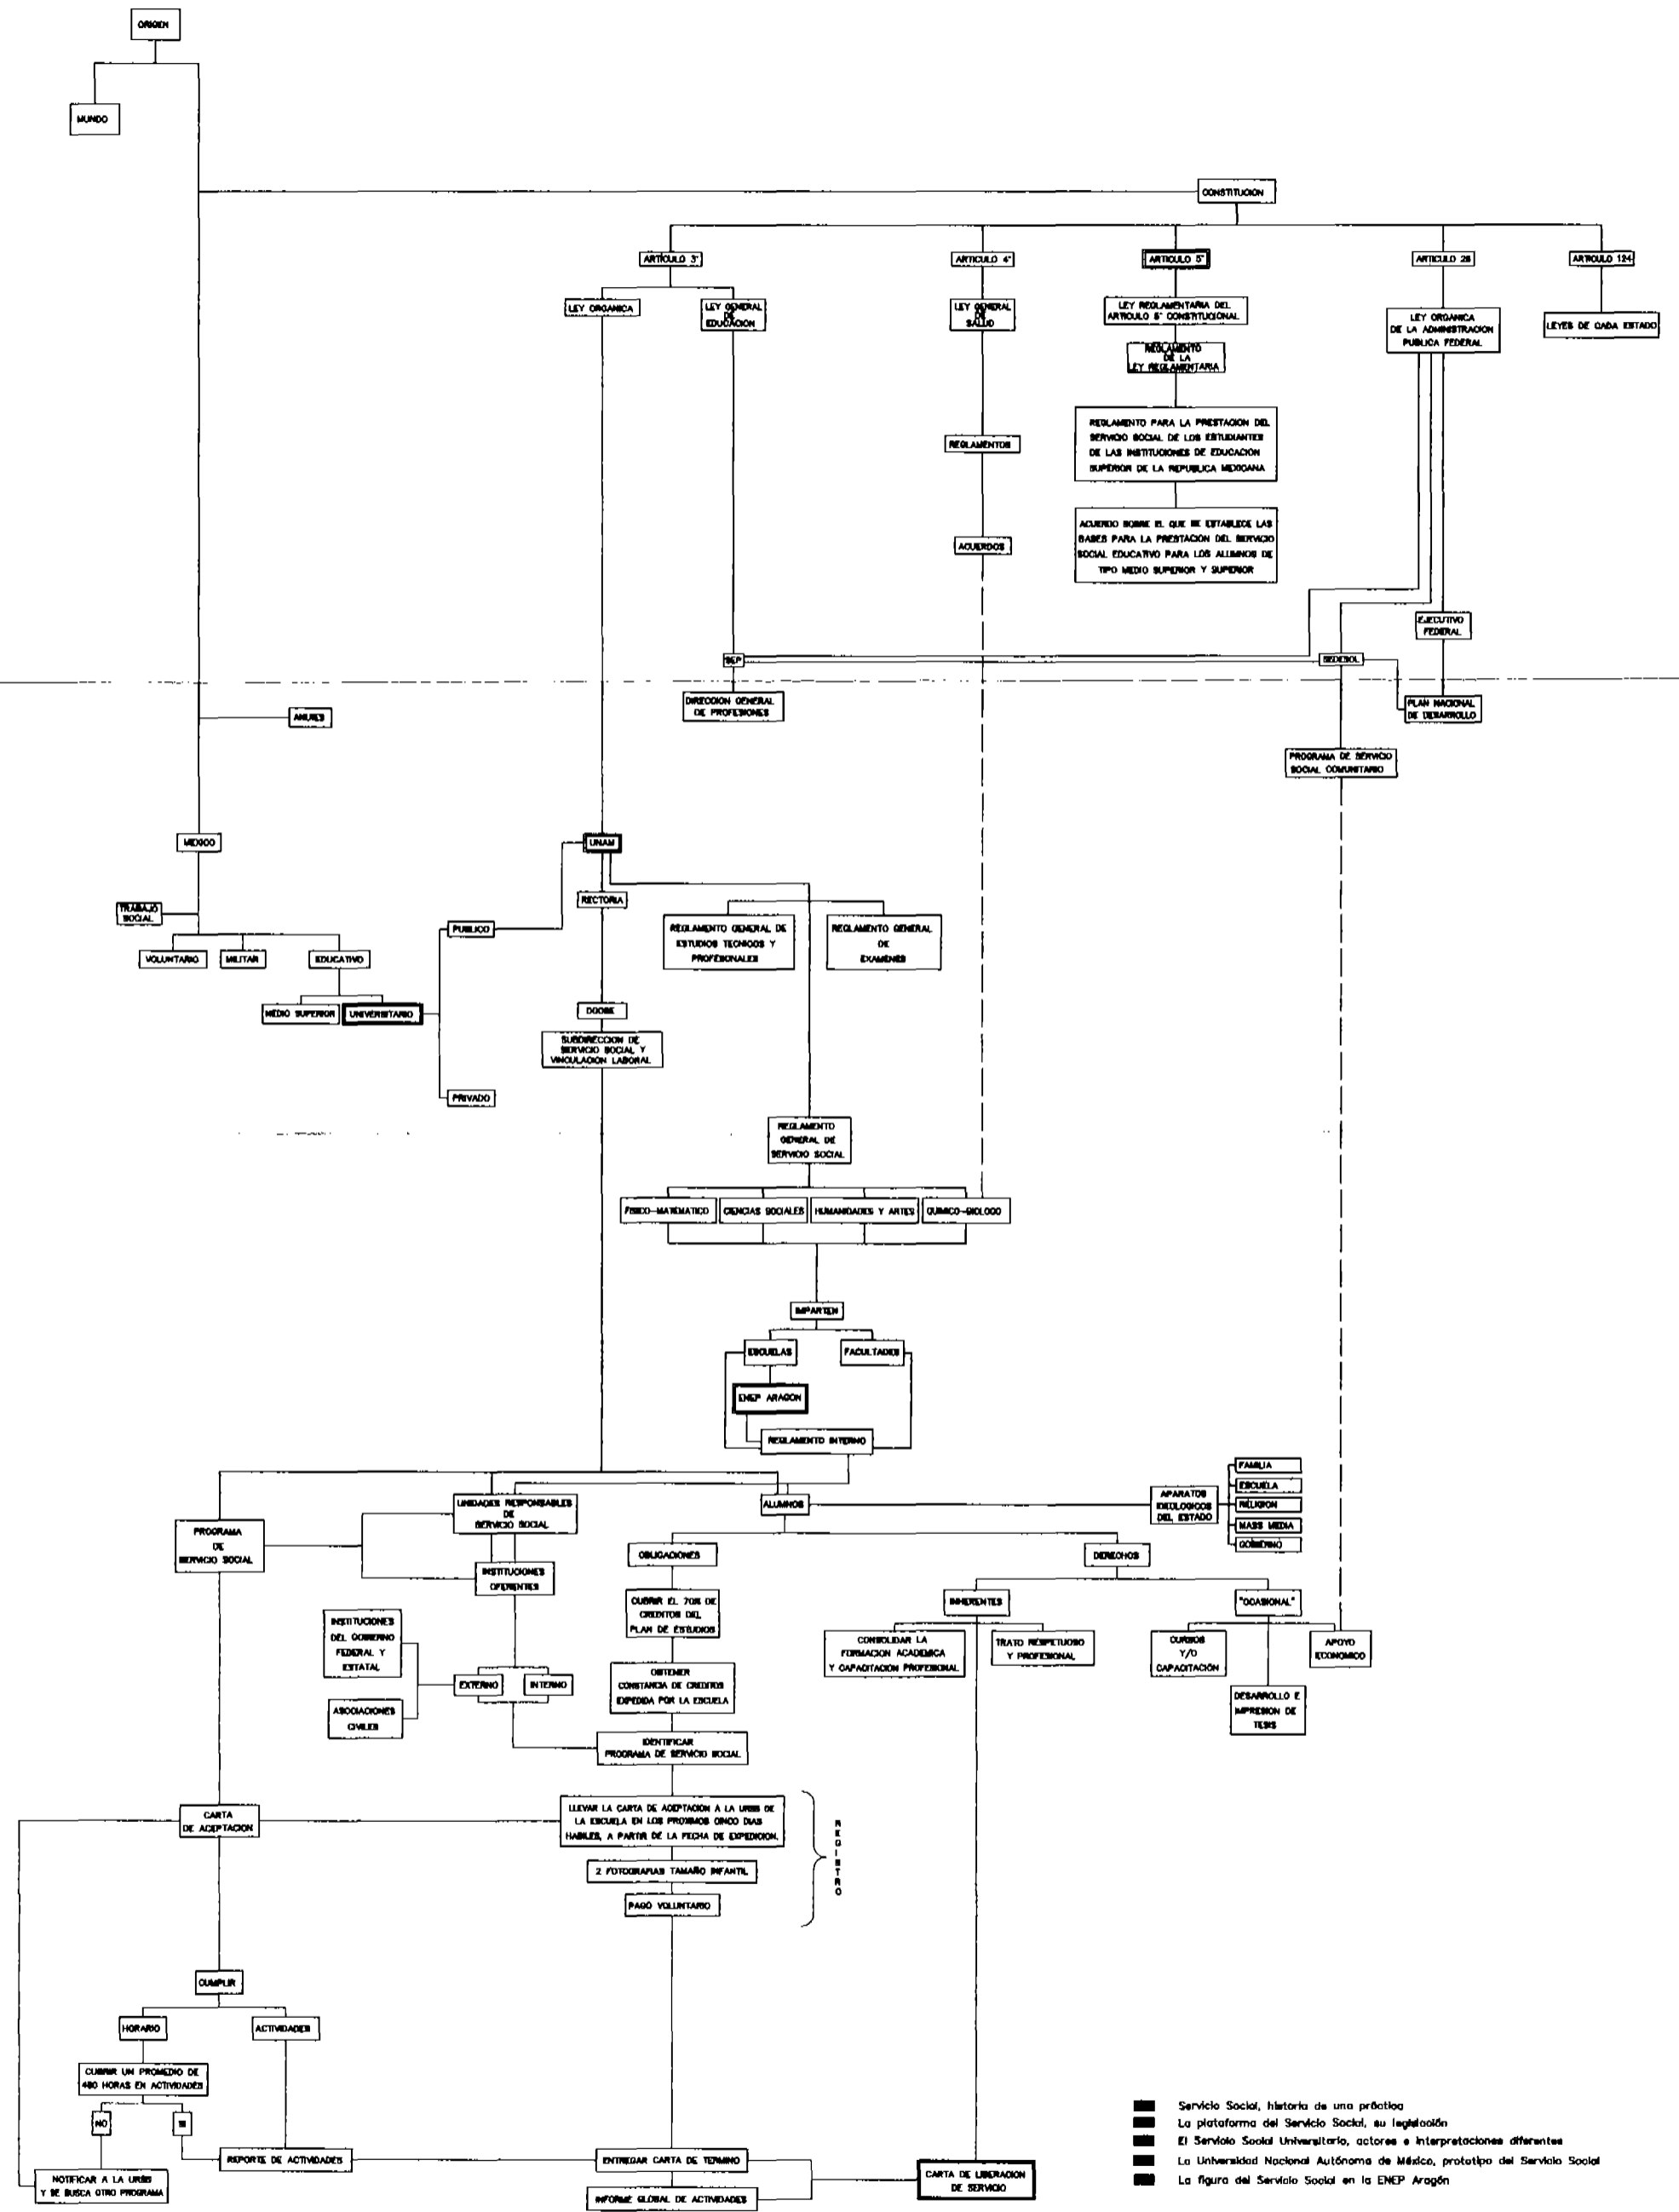 ORIGEN
MUNDO
CONSTITUCION
ARTÍCULO 3°
ARTICULO 4°
ARTICULO 5°
ARTICULO 28
ARTICULO 124
LEY ORGANICA
LEY GENERAL
DE
EDUCACION
LEY GENERAL
DE
SALUD
LEY REGLAMENTARIA DEL
ARTICULO 5° CONSTITUCIONAL
LEY ORGANICA
DE LA ADMINISTRACION
PUBLICA FEDERAL
LEYES DE CADA ESTADO
REGLAMENTO
DE LA
LEY REGLAMENTARIA
REGLAMENTOS
REGLAMENTO PARA LA PRESTACION DEL
SERVICIO SOCIAL DE LOS ESTUDIANTES
DE LAS INSTITUCIONES DE EDUCACION
SUPERIOR DE LA REPUBLICA MEXICANA
ACUERDOS
ACUERDO SOBRE EL QUE SE ESTABLECE LAS
BASES PARA LA PRESTACION DEL SERVICIO
SOCIAL EDUCATIVO PARA LOS ALUMNOS DE
TIPO MEDIO SUPERIOR Y SUPERIOR
EJECUTIVO
FEDERAL
SEP
SEDESOL
DIRECCION GENERAL
DE PROFESIONES
PLAN NACIONAL
DE DESARROLLO
ANUIES
PROGRAMA DE SERVICIO
SOCIAL COMUNITARIO
MEXICO
UNAM
RECTORIA
TRABAJO
SOCIAL
PUBLICO
REGLAMENTO GENERAL DE
ESTUDIOS TECNICOS Y
PROFESIONALES
REGLAMENTO GENERAL
DE
EXAMENES
VOLUNTARIO
MILITAR
EDUCATIVO
MEDIO SUPERIOR
UNIVERSITARIO
SUBDIRECCION DE
SERVICIO SOCIAL Y
VINCULACION LABORAL
PRIVADO
REGLAMENTO
GENERAL DE
SERVICIO SOCIAL
FISICO-MATEMATICO
CIENCIAS SOCIALES
HUMANIDADES Y ARTES
QUIMICO-BIOLOGO
IMPARTEN
ESCUELAS
FACULTADES
ENEP ARAGON
REGLAMENTO INTERNO
UNIDADES RESPONSABLES
DE
SERVICIO SOCIAL
ALUMNOS
APARATOS
IDEOLOGICOS
DEL ESTADO
FAMILIA
ESCUELA
RELIGION
MASS MEDIA
GOBIERNO
PROGRAMA
DE
SERVICIO SOCIAL
INSTITUCIONES
OFERENTES
OBLIGACIONES
DERECHOS
CUBRIR EL 70% DE
CREDITOS DEL
PLAN DE ESTUDIOS
INHERENTES
"OCASIONAL"
INSTITUCIONES
DEL GOBIERNO
FEDERAL Y
ESTATAL
CONSOLIDAR LA
FORMACION ACADEMICA
Y CAPACITACION PROFESIONAL
TRATO RESPETUOSO
Y PROFESIONAL
CURSOS
Y/O
CAPACITACIÓN
APOYO
ECONOMICO
EXTERNO
INTERNO
OBTENER
CONSTANCIA DE CREDITOS
EXPEDIDA POR LA ESCUELA
ASOCIACIONES
CIVILES
DESARROLLO E
IMPRESION DE
TESIS
IDENTIFICAR
PROGRAMA DE SERVICIO SOCIAL
CARTA
DE ACEPTACION
LLEVAR LA CARTA DE ACEPTACION A LA URSS DE
LA ESCUELA EN LOS PROXIMOS CINCO DIAS
HABILES, A PARTIR DE LA FECHA DE EXPEDICION.
2 FOTOGRAFIAS TAMAÑO INFANTIL
PAGO VOLUNTARIO
REGISTRO
CUMPLIR
HORARIO
ACTIVIDADES
CUBRIR UN PROMEDIO DE
480 HORAS EN ACTIVIDADES
NO
SI
REPORTE DE ACTIVIDADES
ENTREGAR CARTA DE TERMINO
NOTIFICAR A LA URSS
Y SE BUSCA OTRO PROGRAMA
INFORME GLOBAL DE ACTIVIDADES
CARTA DE LIBERACION
DE SERVICIO
Servicio Social, historia de una práctica
La plataforma del Servicio Social, su legislación
El Servicio Social Universitario, actores e interpretaciones diferentes
La Universidad Nacional Autónoma de México, prototipo del Servicio Social
La figura del Servicio Social en la ENEP Aragón